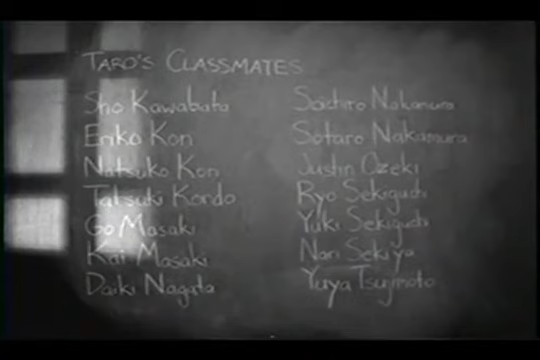 TARO'S CLASSMATES
Sho Kawabata
Eriko Kon
Natsuko Kon
Tatsuki Kondo
Go Masaki
Kai Masaki
Daiki Nagata
Nakamura
Sotaro Nakamura
Justin Ozeki
Ryo Sekiguchi
Yuki Sekiguchi
Nori Sekiya
Yuya Tsujimoto